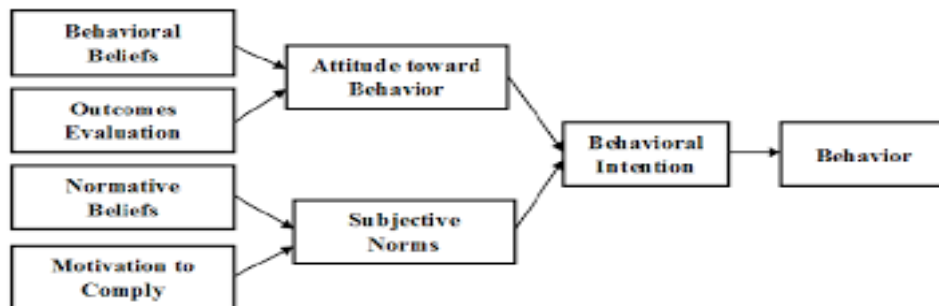 Behavioral
Beliefs
Outcomes
Evaluation
Normative
Beliefs
Motivation to
Comply
Attitude toward
Behavior
Subjective
Norms
Behavioral
Intention
Behavior